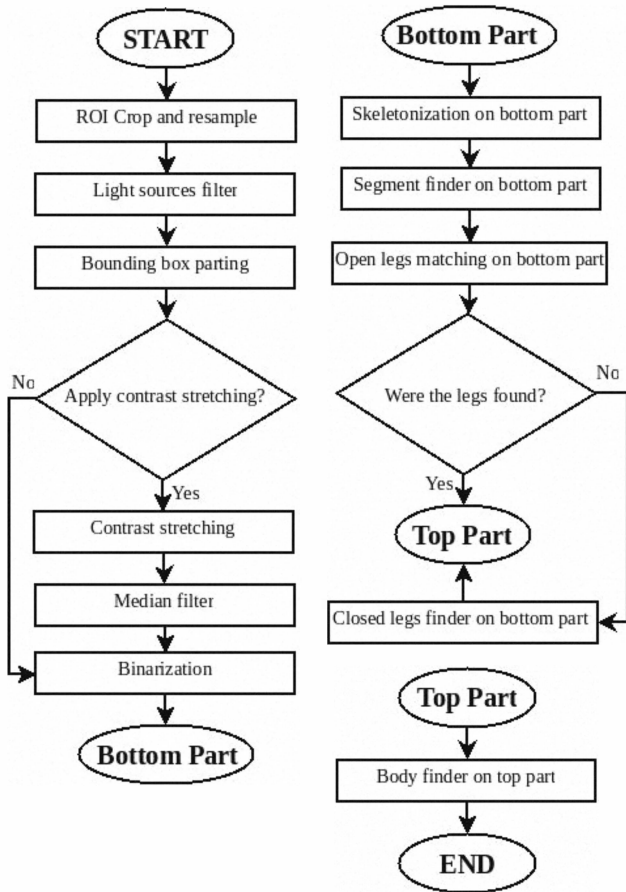 START
ROI Crop and resample
Light sources filter
Bounding box parting
Apply contrast stretching?
No
Yes
Contrast stretching
Median filter
Binarization
Bottom Part
Bottom Part
Skeletonization on bottom part
Segment finder on bottom part
Open legs matching on bottom part
Were the legs found?
No
Yes
Top Part
Closed legs finder on bottom part
Top Part
Body finder on top part
END